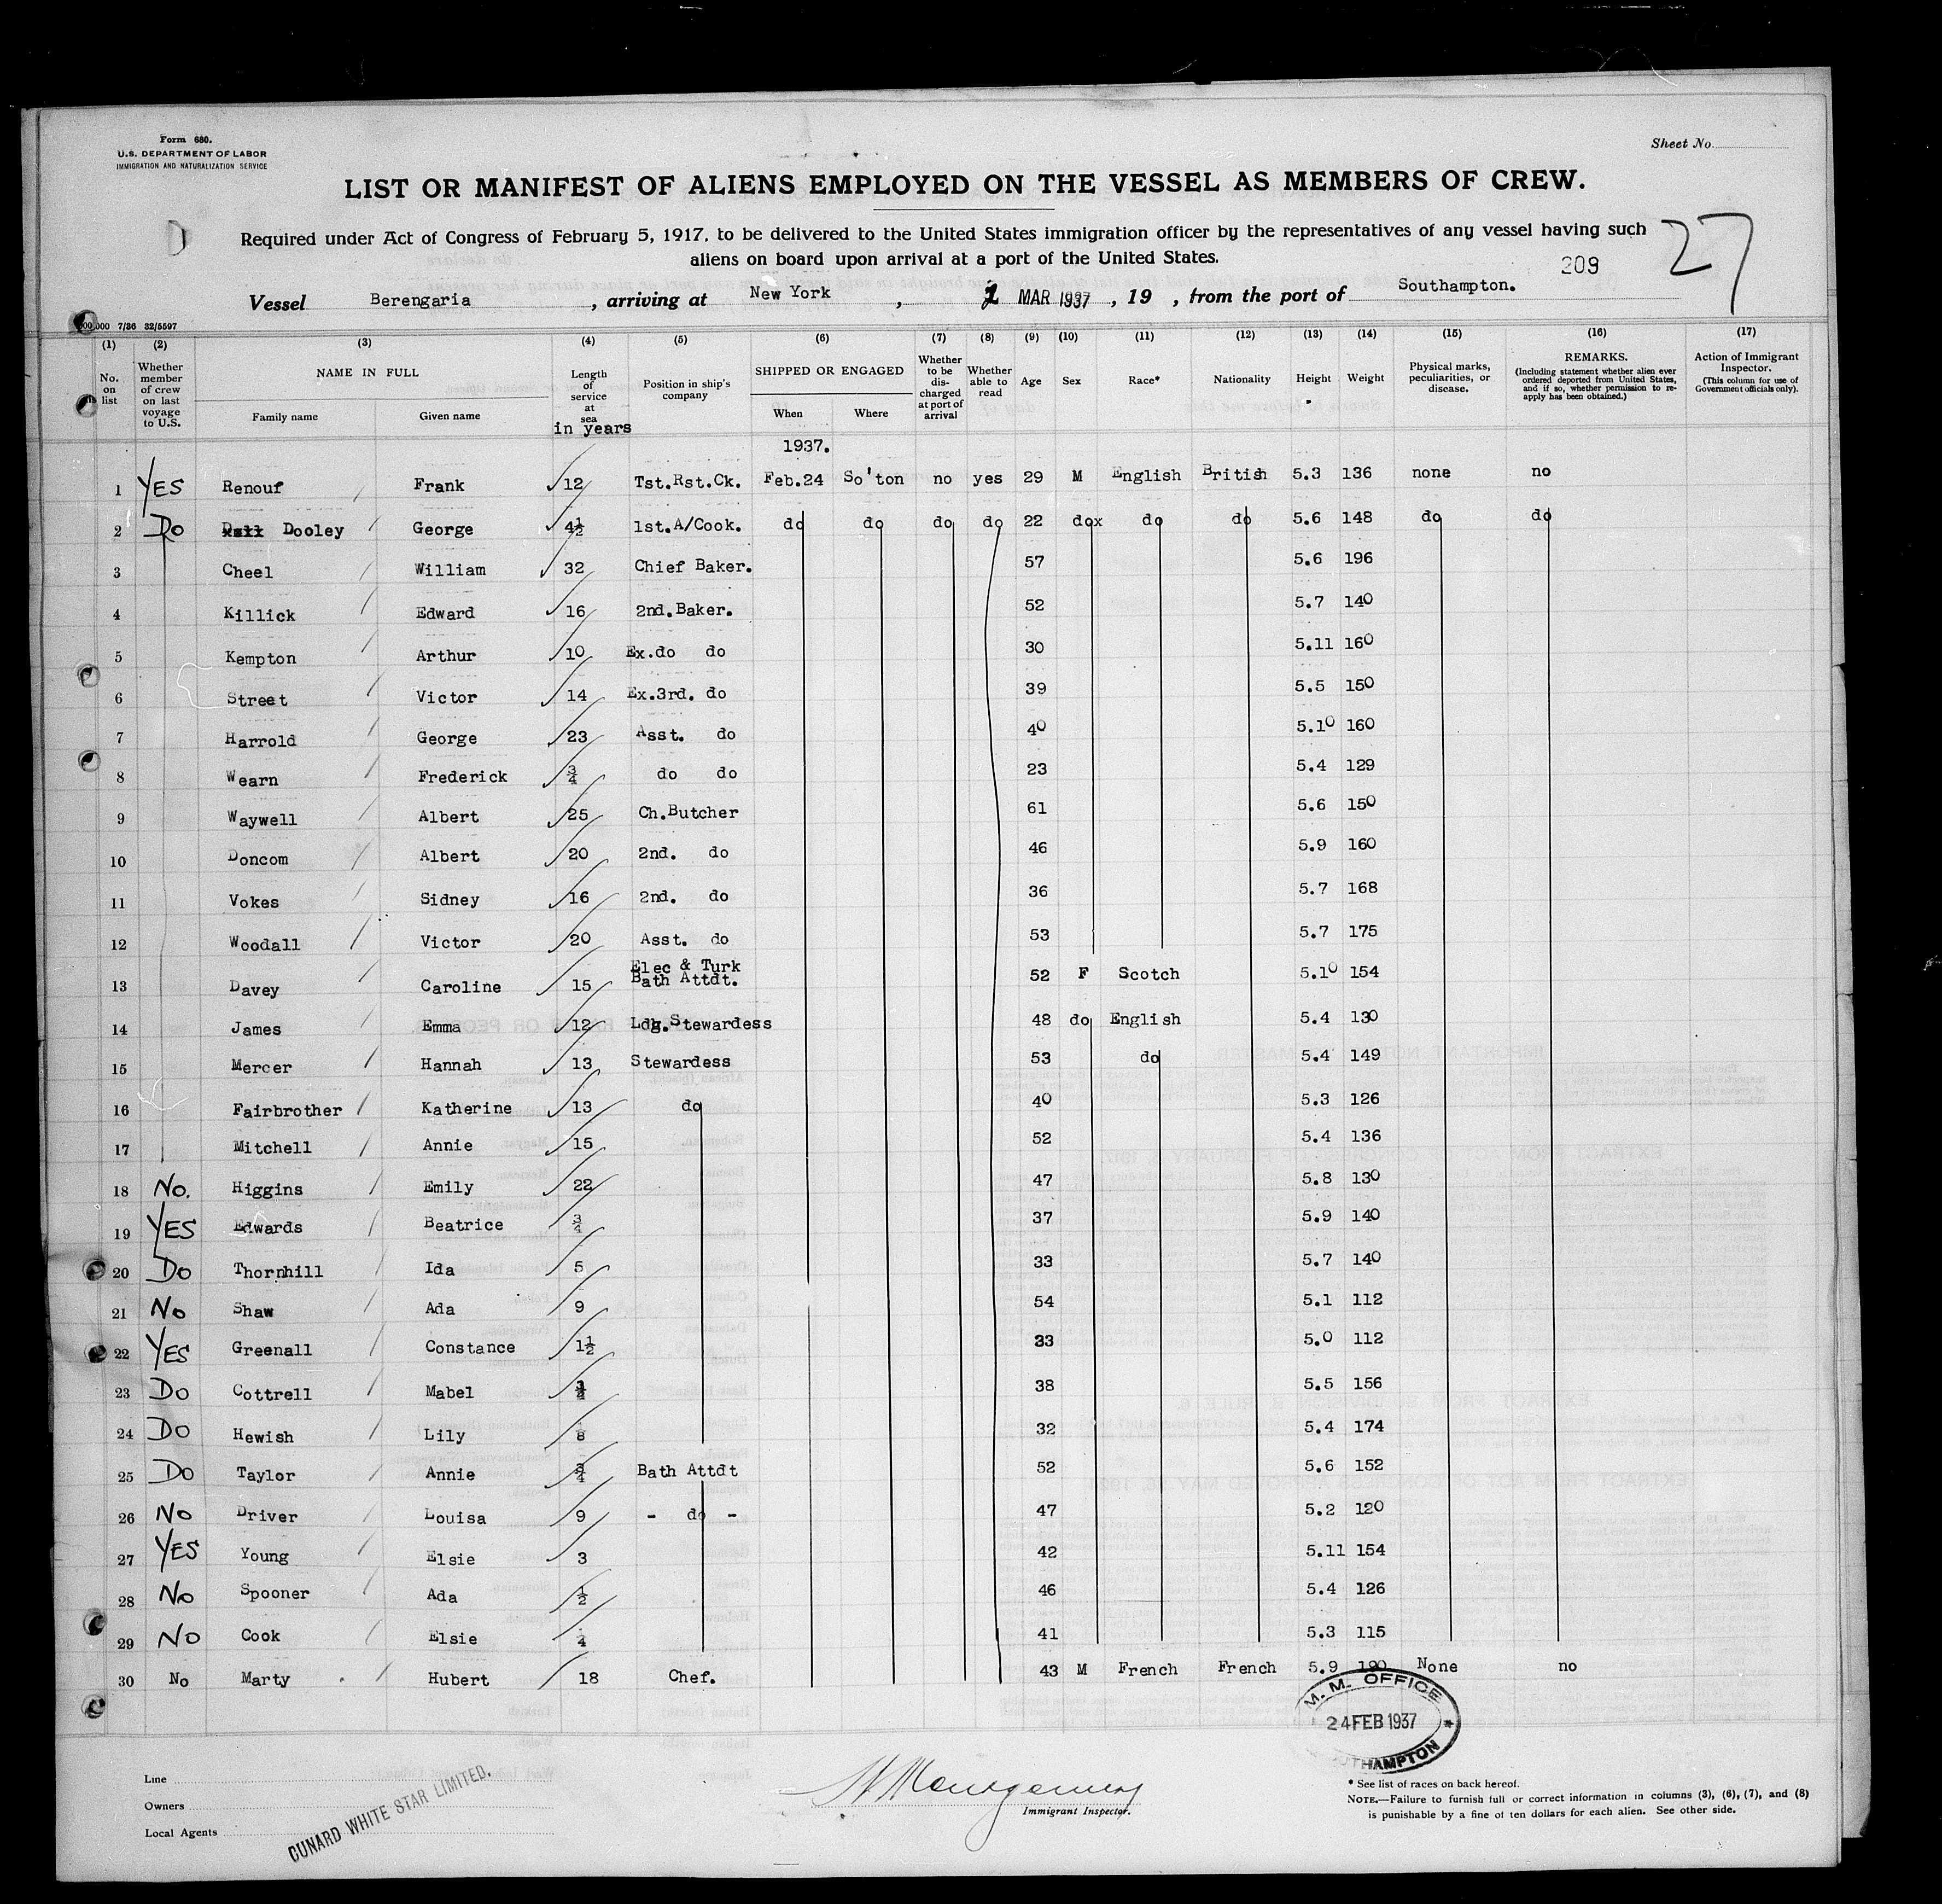 Form 680.
U.S. DEPARTMENT OF LABOR
IMMIGRATION AND NATURALIZATION SERVICE
Sheet No.
LIST OR MANIFEST OF ALIENS EMPLOYED ON THE VESSEL AS MEMBERS OF CREW.
Required under Act of Congress of February 5, 1917, to be delivered to the United States immigration officer by the representatives of any vessel having such
aliens on board upon arrival at a port of the United States.
27
209
Vessel Berengaria, arriving at New York, 2 MAR 1937, 19 , from the port of Southampton.
000,000 7/36 32/5597
(1) (2) (3) (4) (5) (6) (7) (8) (9) (10) (11) (12) (13) (14) (15) (16) (17)
No. on list
Whether member of crew on last voyage to U.S.
NAME IN FULL
Family name Given name
Length of service at sea in years
Position in ship's company
SHIPPED OR ENGAGED
When Where
Whether to be discharged at port of arrival
Whether able to read
Age Sex Race* Nationality Height Weight
Physical marks, peculiarities, or disease.
REMARKS.
(Including statement whether alien ever ordered deported from United States, and if so, whether permission to reapply has been obtained.)
Action of Immigrant Inspector.
(This column for use of Government officials only).
1937.
1 YES Renouf Frank 12 Tst.Rst.Ck. Feb.24 So'ton no yes 29 M English British 5.3 136 none no
2 Do Dooley George 4½ 1st.A/Cook. do do do do 22 dox do do 5.6 148 do do
3 Cheel William 32 Chief Baker. 57 5.6 196
4 Killick Edward 16 2nd.Baker. 52 5.7 140
5 Kempton Arthur 10 Ex.do do 30 5.11 160
6 Street Victor 14 Ex.3rd. do 39 5.5 150
7 Harrold George 23 Asst. do 40 5.10 160
8 Wearn Frederick ¾ do do 23 5.4 129
9 Waywell Albert 25 Ch.Butcher 61 5.6 150
10 Doncom Albert 20 2nd. do 46 5.9 160
11 Vokes Sidney 16 2nd. do 36 5.7 168
12 Woodall Victor 20 Asst. do 53 5.7 175
13 Davey Caroline 15 Elec & Turk Bath Attdt. 52 F Scotch 5.10 154
14 James Emma 12 Ldg.Stewardess 48 do English 5.4 130
15 Mercer Hannah 13 Stewardess 53 do 5.4 149
16 Fairbrother Katherine 13 do 40 5.3 126
17 Mitchell Annie 15 52 5.4 136
18 No. Higgins Emily 22 47 5.8 130
19 YES Edwards Beatrice ¾ 37 5.9 140
20 Do Thornhill Ida 5 33 5.7 140
21 No Shaw Ada 9 54 5.1 112
22 YES Greenall Constance 1½ 33 5.0 112
23 Do Cottrell Mabel 38 5.5 156
24 Do Hewish Lily 32 5.4 174
25 Do Taylor Annie ¾ Bath Attdt 52 5.6 152
26 No Driver Louisa 9 - do - 47 5.2 120
27 YES Young Elsie 3 42 5.11 154
28 No Spooner Ada ½ 46 5.4 126
29 No Cook Elsie 41 5.3 115
30 No Marty Hubert 18 Chef. 43 M French French 5.9 190 None no
M. M. OFFICE
24 FEB 1937
SOUTHAMPTON
Line
Owners
Local Agents
CUNARD WHITE STAR LIMITED.
Montgomery
Immigrant Inspector.
* See list of races on back hereof.
NOTE.—Failure to furnish full or correct information in columns (3), (6), (7), and (8)
is punishable by a fine of ten dollars for each alien. See other side.